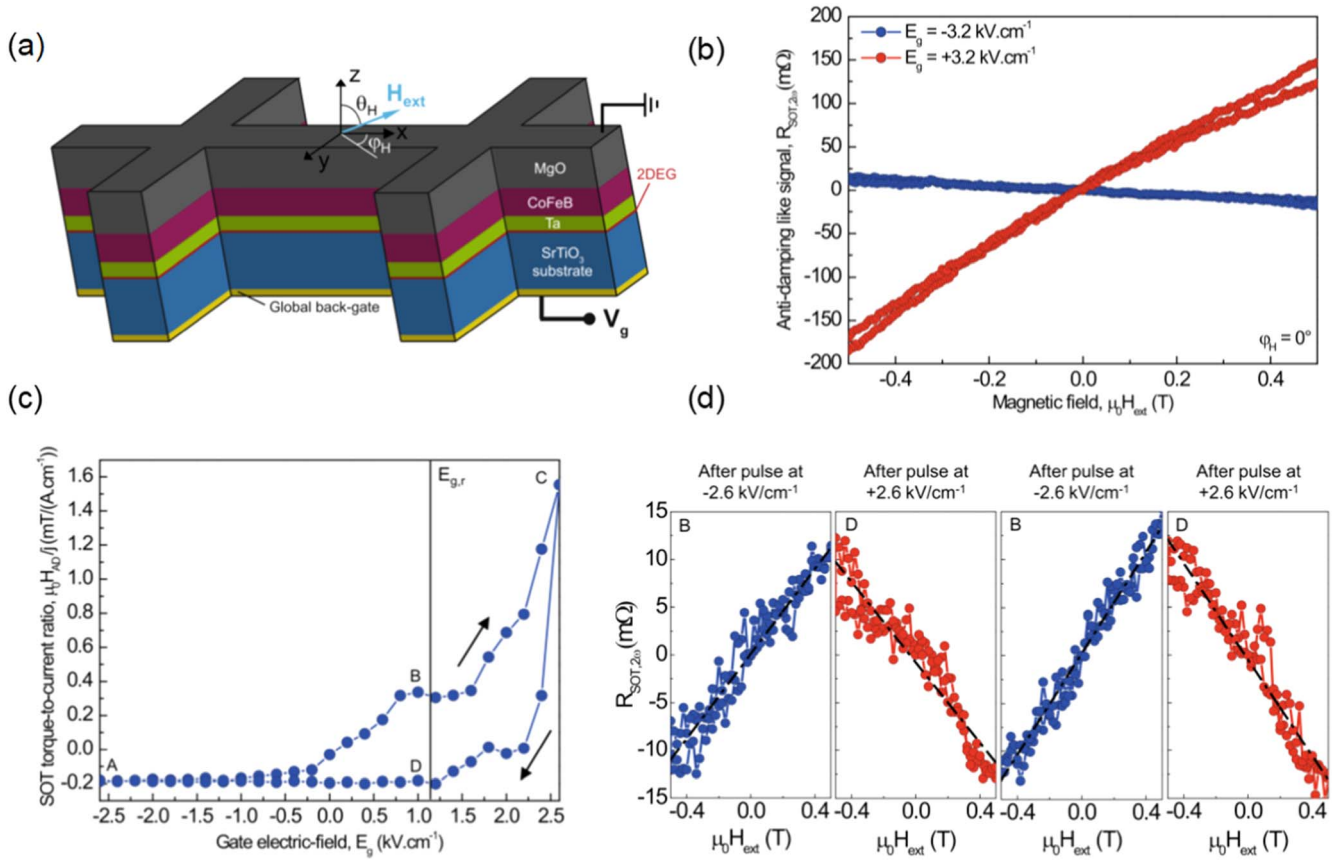 (a)
z
θH
Hext
x
φH
y
MgO
CoFeB
Ta
SrTiO3
substrate
2DEG
Global back-gate
Vg
(b)
Anti-damping like signal, RSOT,2ω(mΩ)
200
150
100
50
0
-50
-100
-150
-200
Eg = -3.2 kV.cm-1
Eg = +3.2 kV.cm-1
φH = 0°
-0.4
-0.2
0.0
0.2
0.4
Magnetic field, μ0Hext (T)
(c)
SOT torque-to-current ratio, μ0HAD/j (mT/(A.cm-1))
1.6
1.4
1.2
1.0
0.8
0.6
0.4
0.2
0.0
-0.2
Eg,r
C
B
A
D
-2.5 -2.0 -1.5 -1.0 -0.5 0.0 0.5 1.0 1.5 2.0 2.5
Gate electric-field, Eg (kV.cm-1)
(d)
After pulse at
-2.6 kV/cm-1
After pulse at
+2.6 kV/cm-1
After pulse at
-2.6 kV/cm-1
After pulse at
+2.6 kV/cm-1
B
D
B
D
RSOT,2ω(mΩ)
15
10
5
0
-5
-10
-15
-0.4 0.0 0.4
-0.4 0.0 0.4
-0.4 0.0 0.4
-0.4 0.0 0.4
μ0Hext (T)
μ0Hext (T)
μ0Hext (T)
μ0Hext (T)